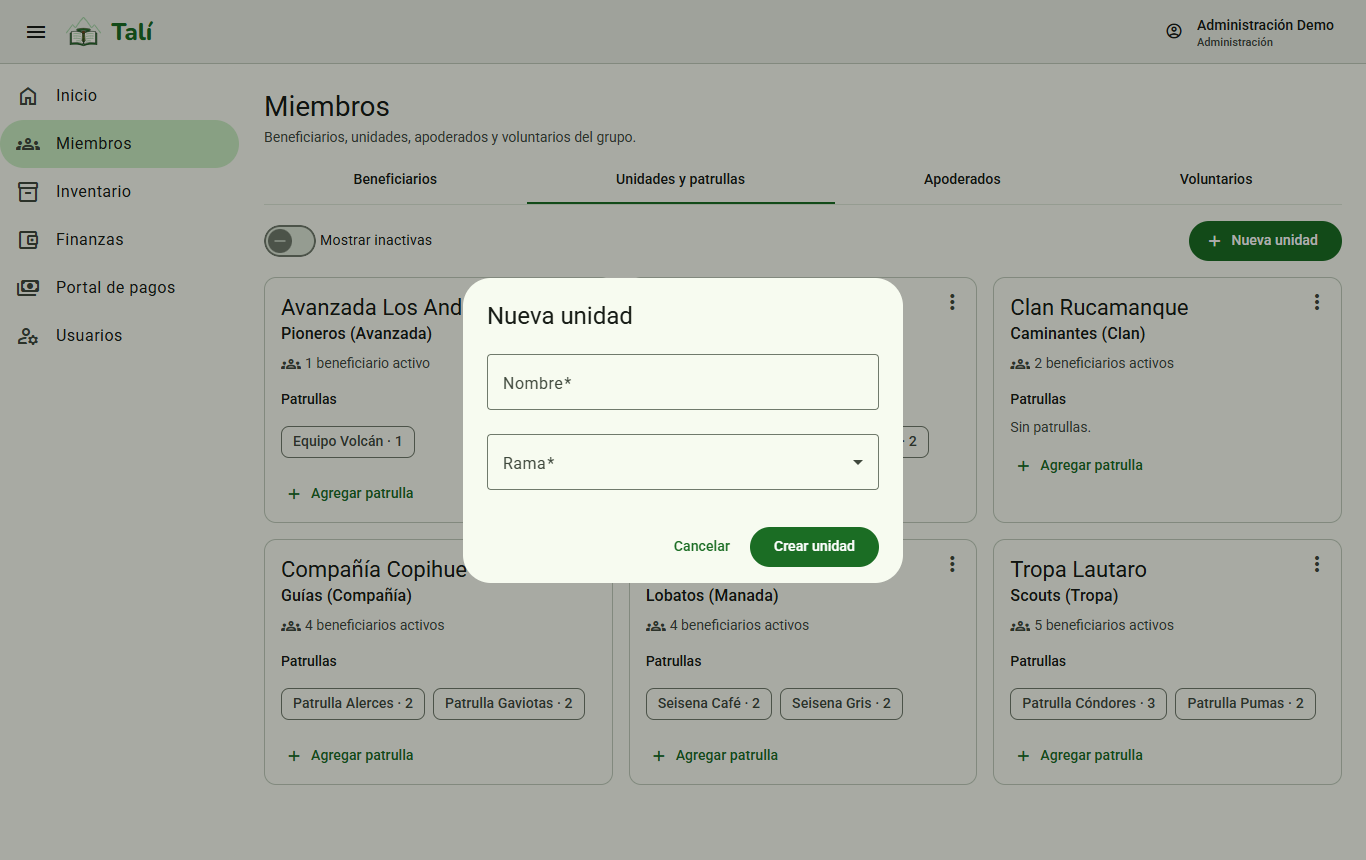 Talí
Administración Demo
Administración
Inicio
Miembros
Inventario
Finanzas
Portal de pagos
Usuarios
Miembros
Beneficiarios, unidades, apoderados y voluntarios del grupo.
Beneficiarios
Unidades y patrullas
Apoderados
Voluntarios
Mostrar inactivas
+ Nueva unidad
Avanzada Los And
Pioneros (Avanzada)
1 beneficiario activo
Patrullas
Equipo Volcán · 1
+ Agregar patrulla
· 2
Clan Rucamanque
Caminantes (Clan)
2 beneficiarios activos
Patrullas
Sin patrullas.
+ Agregar patrulla
Nueva unidad
Nombre*
Rama*
Cancelar
Crear unidad
Compañía Copihue
Guías (Compañía)
4 beneficiarios activos
Patrullas
Patrulla Alerces · 2
Patrulla Gaviotas · 2
+ Agregar patrulla
Lobatos (Manada)
4 beneficiarios activos
Patrullas
Seisena Café · 2
Seisena Gris · 2
+ Agregar patrulla
Tropa Lautaro
Scouts (Tropa)
5 beneficiarios activos
Patrullas
Patrulla Cóndores · 3
Patrulla Pumas · 2
+ Agregar patrulla